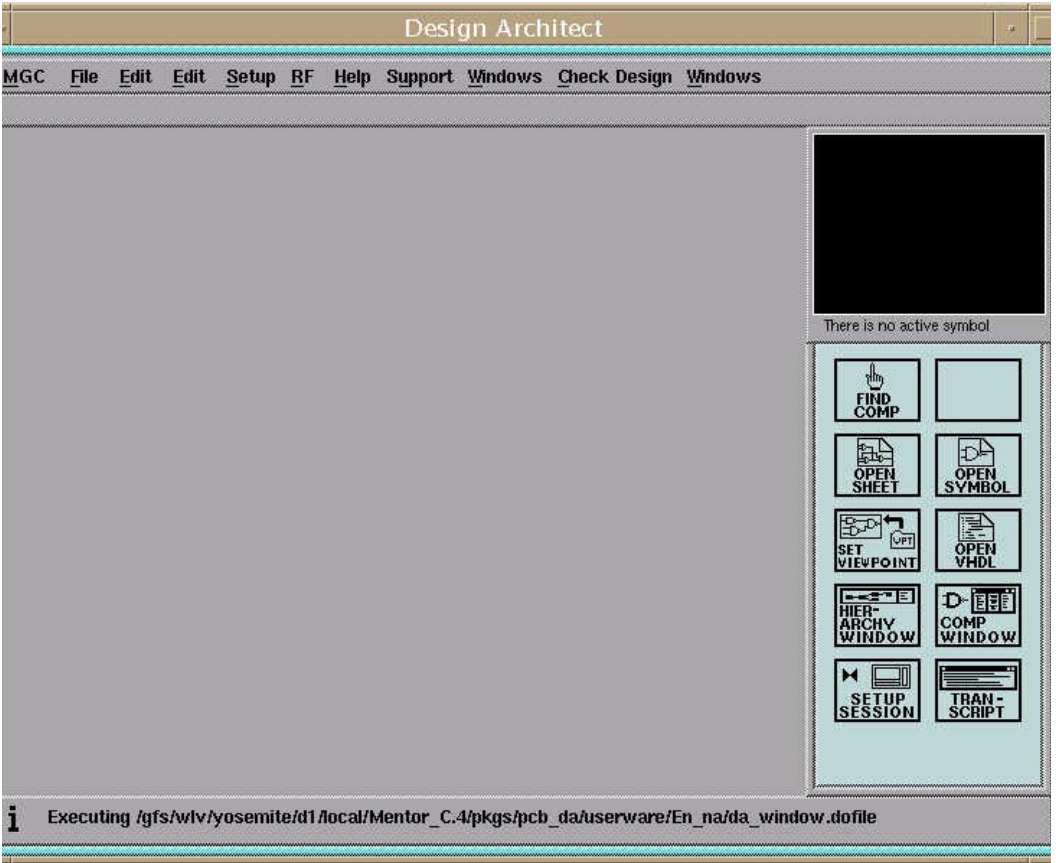 Design Architect
MGC File Edit Edit Setup RF Help Support Windows Check Design Windows
There is no active symbol
FIND
COMP
OPEN
SHEET
OPEN
SYMBOL
VPT
SET
VIEWPOINT
OPEN
VHDL
HIER-
ARCHY
WINDOW
COMP
WINDOW
SETUP
SESSION
TRAN-
SCRIPT
i Executing /gfs/wlv/yosemite/d1/local/Mentor_C.4/pkgs/pcb_da/userware/En_na/da_window.dofile